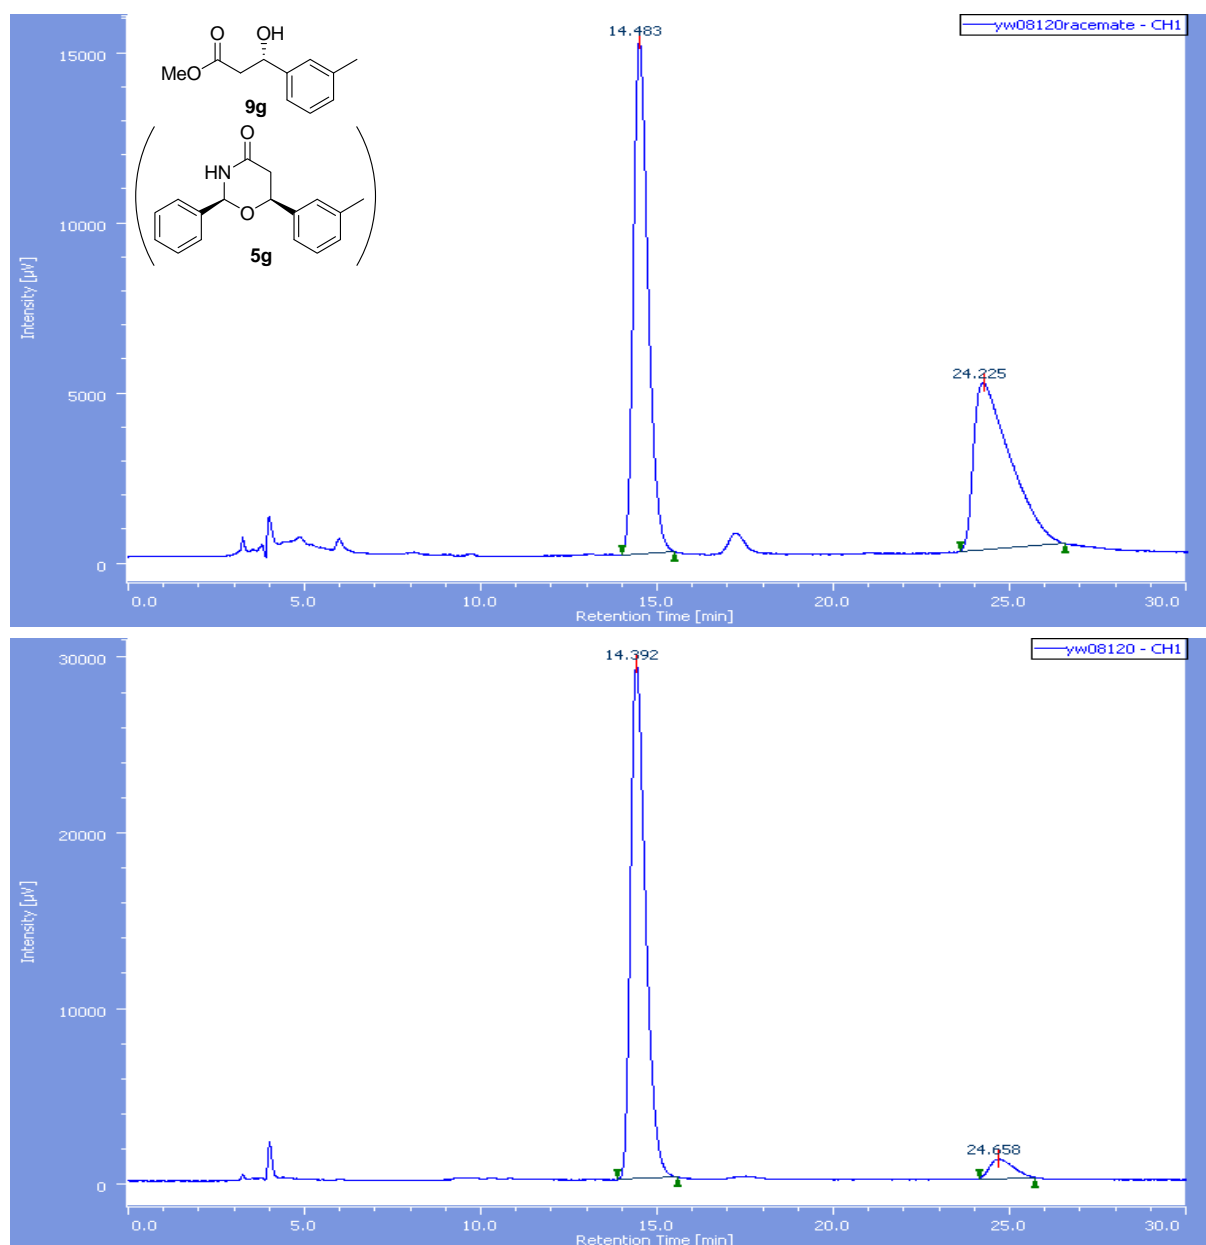 yw08120racemate - CH1
14.483
15000
O
OH
MeO
9g
O
HN
O
5g
10000
Intensity [µV]
24.225
5000
0
0.0 5.0 10.0 15.0 20.0 25.0 30.0
Retention Time [min]
yw08120 - CH1
14.392
30000
20000
Intensity [µV]
10000
24.658
0
0.0 5.0 10.0 15.0 20.0 25.0 30.0
Retention Time [min]